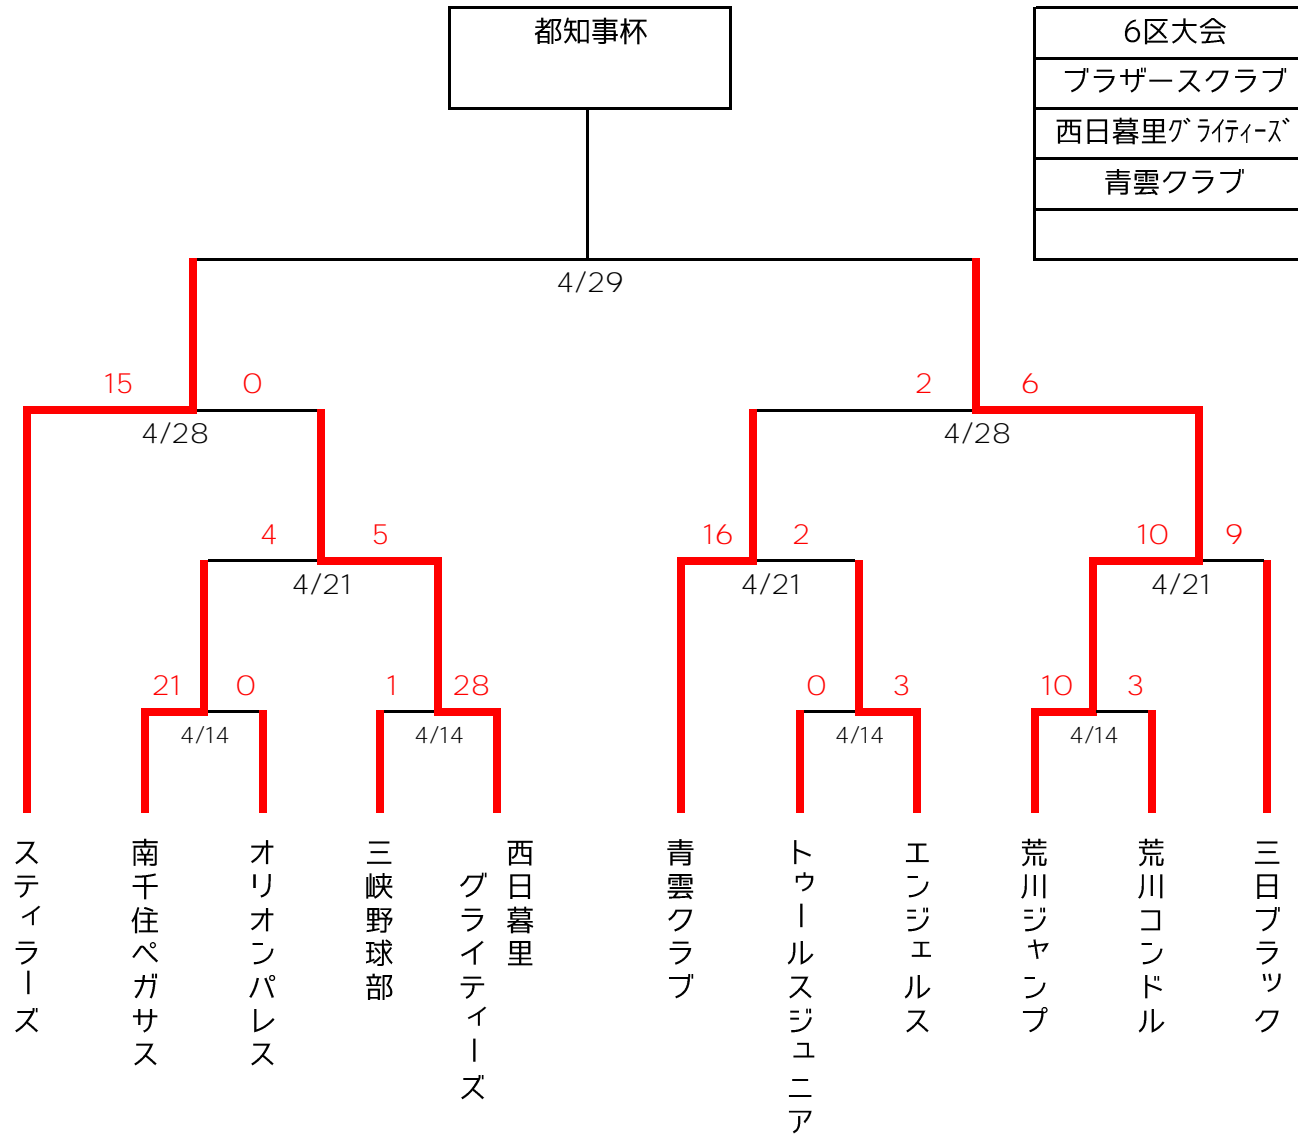 都知事杯
6区大会
ブラザースクラブ
西日暮里ｸﾞﾗｲﾃｨｰｽﾞ
青雲クラブ
4/29
15 0
2 6
4/28
4/28
4 5
16 2
10 9
4/21
4/21
4/21
21 0
1 28
0 3
10 3
4/14
4/14
4/14
4/14
スティラーズ
南千住ペガサス
オリオンパレス
三峡野球部
西日暮里
グライティーズ
青雲クラブ
トゥールスジュニア
エンジェルス
荒川ジャンプ
荒川コンドル
三日ブラック